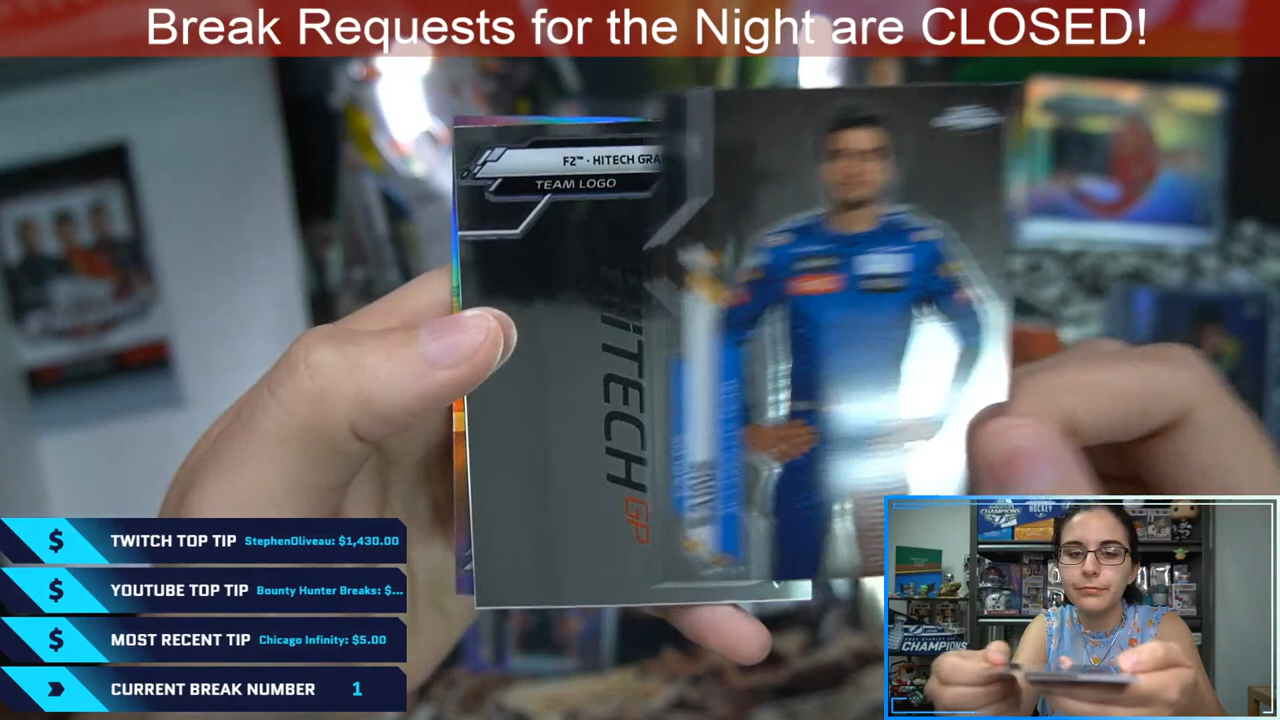 Break Requests for the Night are CLOSED!
F2™ · HITECH GRA
TEAM LOGO
HITECH GP
TWITCH TOP TIP StephenOliveau: $1,430.00
YOUTUBE TOP TIP Bounty Hunter Breaks: $...
MOST RECENT TIP Chicago Infinity: $5.00
CURRENT BREAK NUMBER 1
CHAMPIONS
HOCKEY
CHAMPIONS